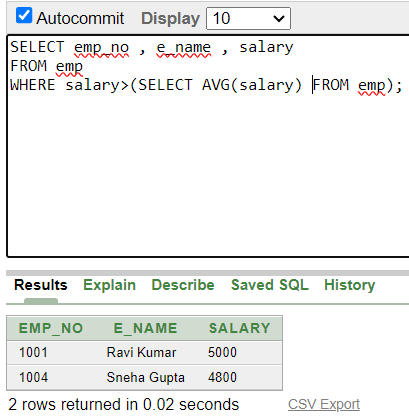 Autocommit Display 10
SELECT emp_no , e_name , salary
FROM emp
WHERE salary>(SELECT AVG(salary) FROM emp);
Results Explain Describe Saved SQL History
EMP_NO E_NAME SALARY
1001 Ravi Kumar 5000
1004 Sneha Gupta 4800
2 rows returned in 0.02 seconds CSV Export